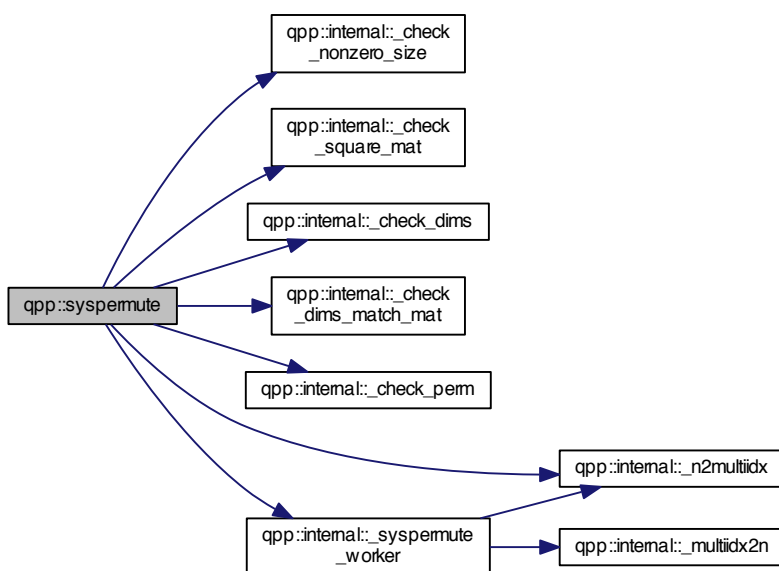 qpp::internal::_check
_nonzero_size
qpp::internal::_check
_square_mat
qpp::internal::_check_dims
qpp::syspermute
qpp::internal::_check
_dims_match_mat
qpp::internal::_check_perm
qpp::internal::_n2multiidx
qpp::internal::_syspermute
_worker
qpp::internal::_multiidx2n